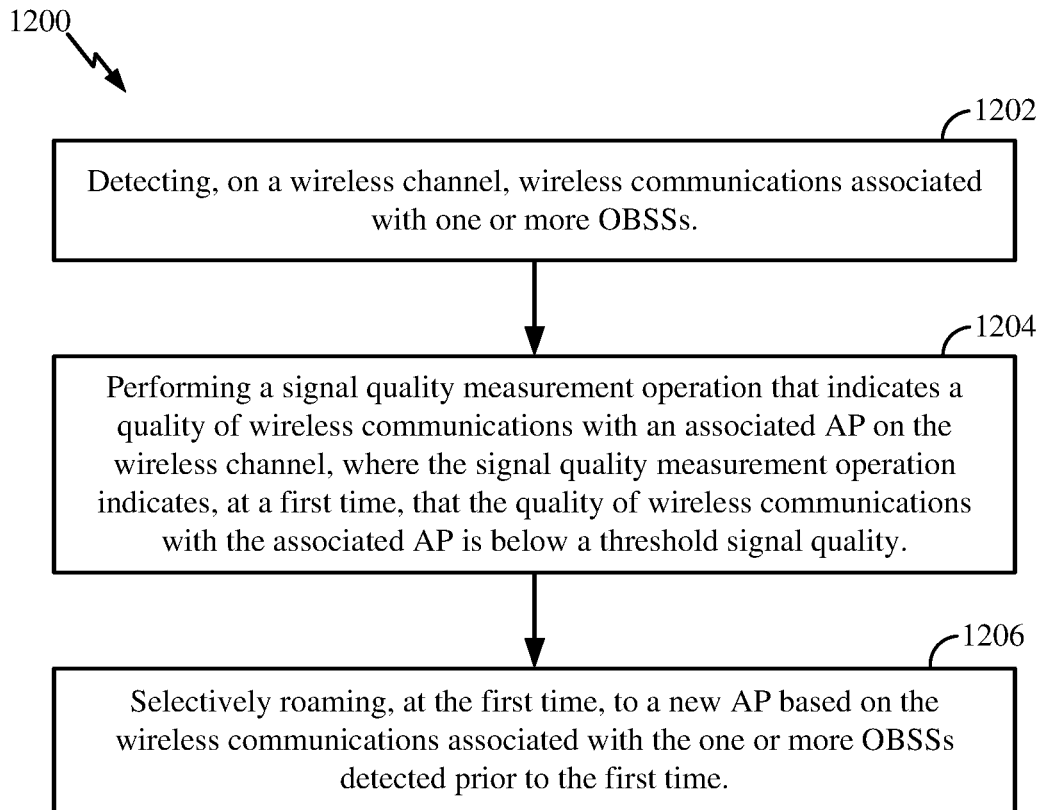 1200
1202
Detecting, on a wireless channel, wireless communications associated
with one or more OBSSs.
1204
Performing a signal quality measurement operation that indicates a
quality of wireless communications with an associated AP on the
wireless channel, where the signal quality measurement operation
indicates, at a first time, that the quality of wireless communications
with the associated AP is below a threshold signal quality.
1206
Selectively roaming, at the first time, to a new AP based on the
wireless communications associated with the one or more OBSSs
detected prior to the first time.